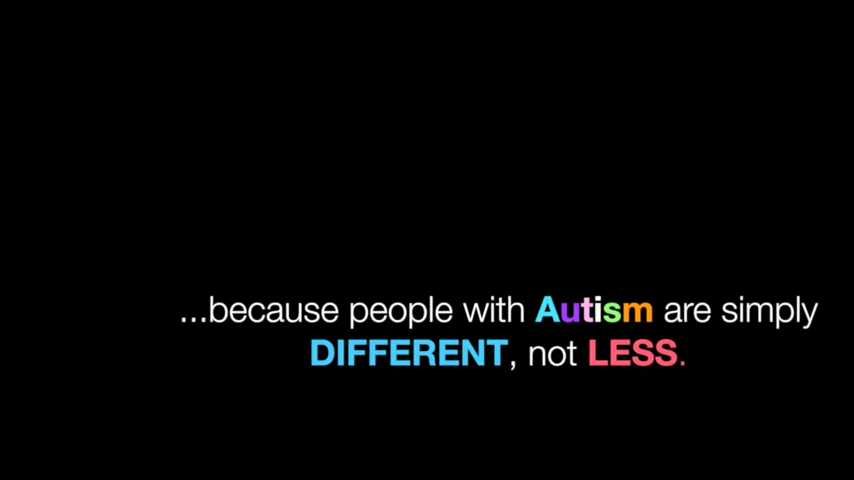 ...because people with Autism are simply
DIFFERENT, not LESS.